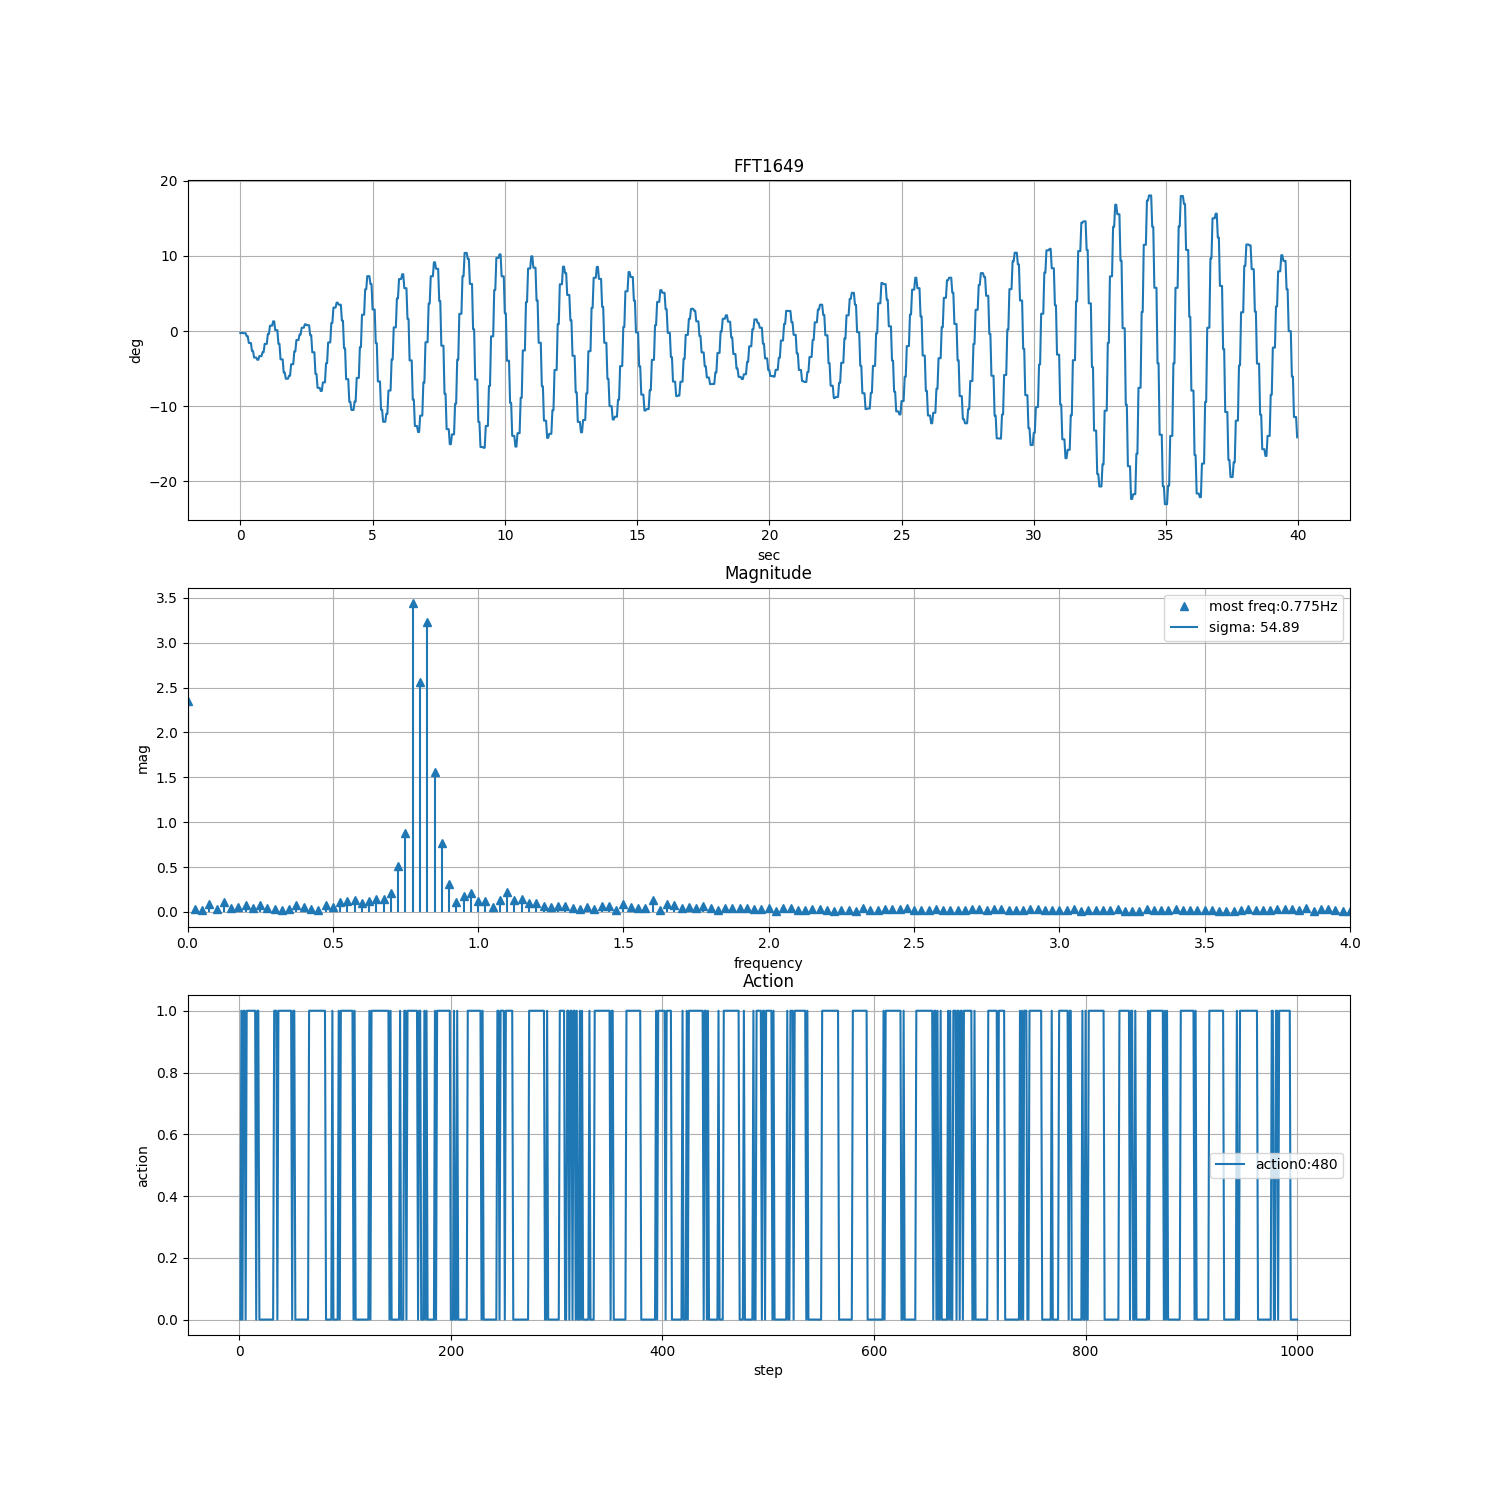 FFT1649
20
10
0
−10
−20
deg
0 5 10 15 20 25 30 35 40
sec
Magnitude
3.5
3.0
2.5
2.0
1.5
1.0
0.5
0.0
mag
most freq:0.775Hz
sigma: 54.89
0.0 0.5 1.0 1.5 2.0 2.5 3.0 3.5 4.0
frequency
Action
1.0
0.8
0.6
0.4
0.2
0.0
action
action0:480
0 200 400 600 800 1000
step